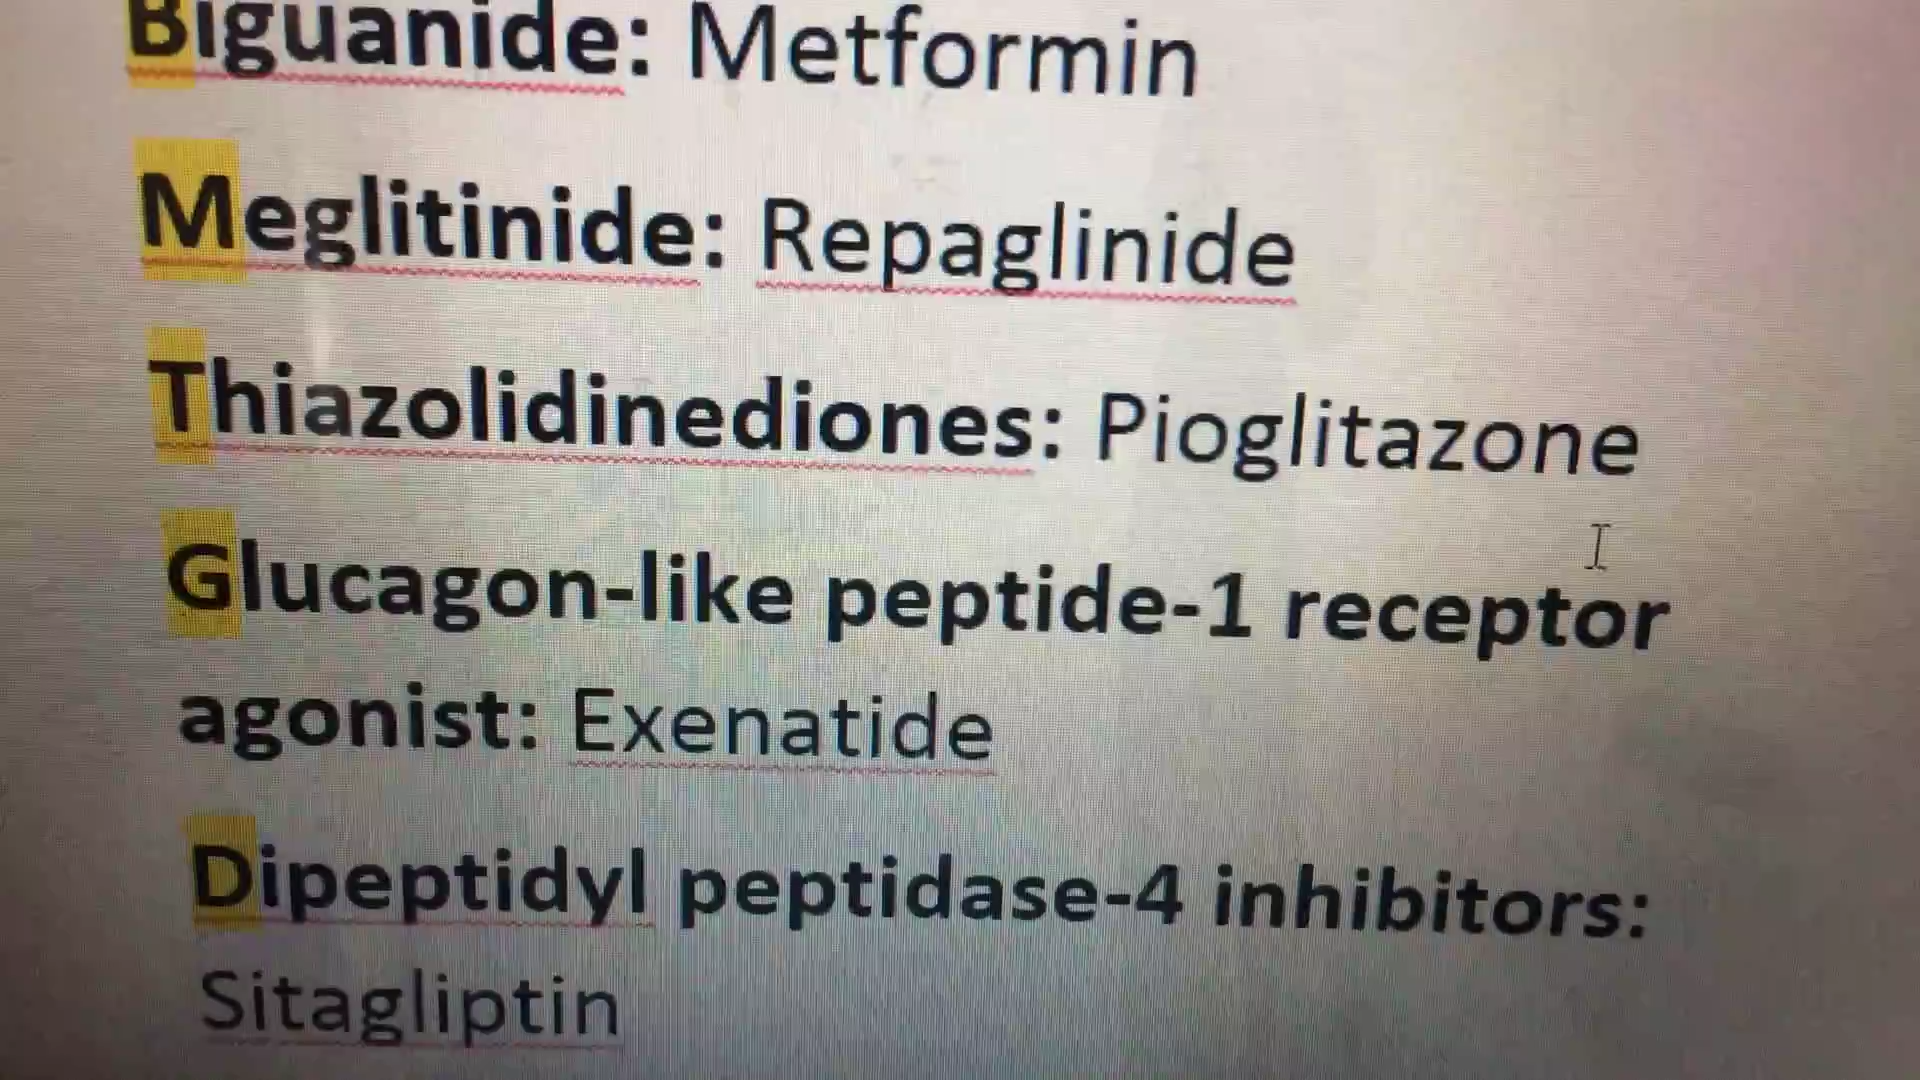 Biguanide: Metformin
Meglitinide: Repaglinide
Thiazolidinediones: Pioglitazone
Glucagon-like peptide-1 receptor
agonist: Exenatide
Dipeptidyl peptidase-4 inhibitors:
Sitagliptin